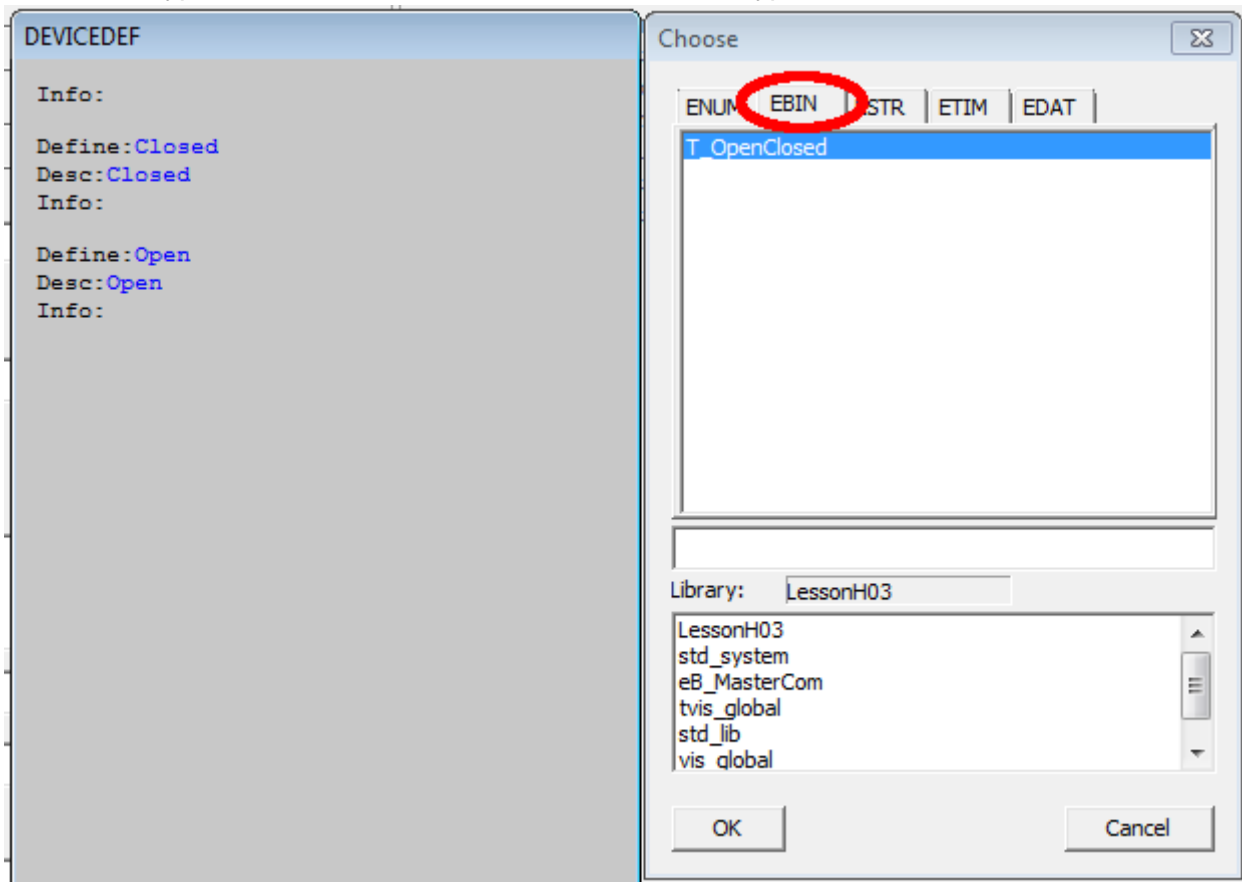 DEVICEDEF
Info:
Define:Closed
Desc:Closed
Info:
Define:Open
Desc:Open
Info:
Choose
ENUM EBIN STR ETIM EDAT
T_OpenClosed
Library: LessonH03
LessonH03
std_system
eB_MasterCom
tvis_global
std_lib
vis_global
OK Cancel